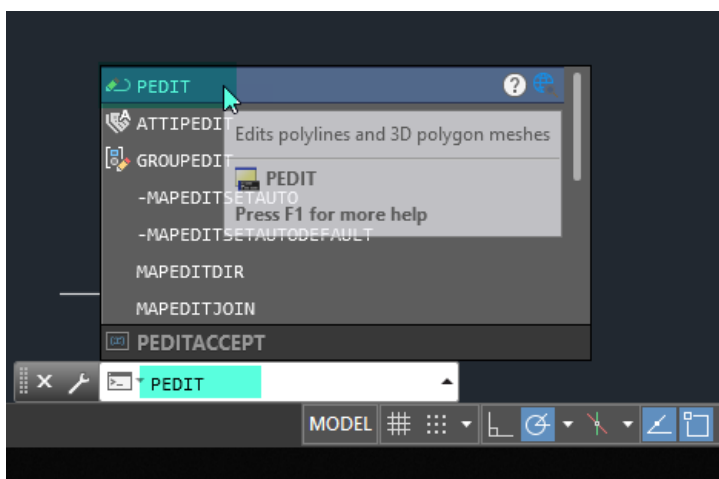 PEDIT
ATTIPEDIT
Edits polylines and 3D polygon meshes
GROUPEDIT
PEDIT
-MAPEDITSETAUTO
Press F1 for more help
-MAPEDITSETAUTODEFAULT
MAPEDITDIR
MAPEDITJOIN
PEDITACCEPT
PEDIT
MODEL